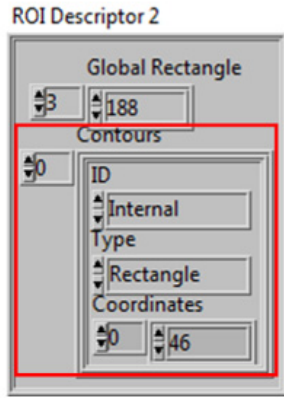 ROI Descriptor 2
Global Rectangle
3 188
Contours
0
ID
Internal
Type
Rectangle
Coordinates
0 46